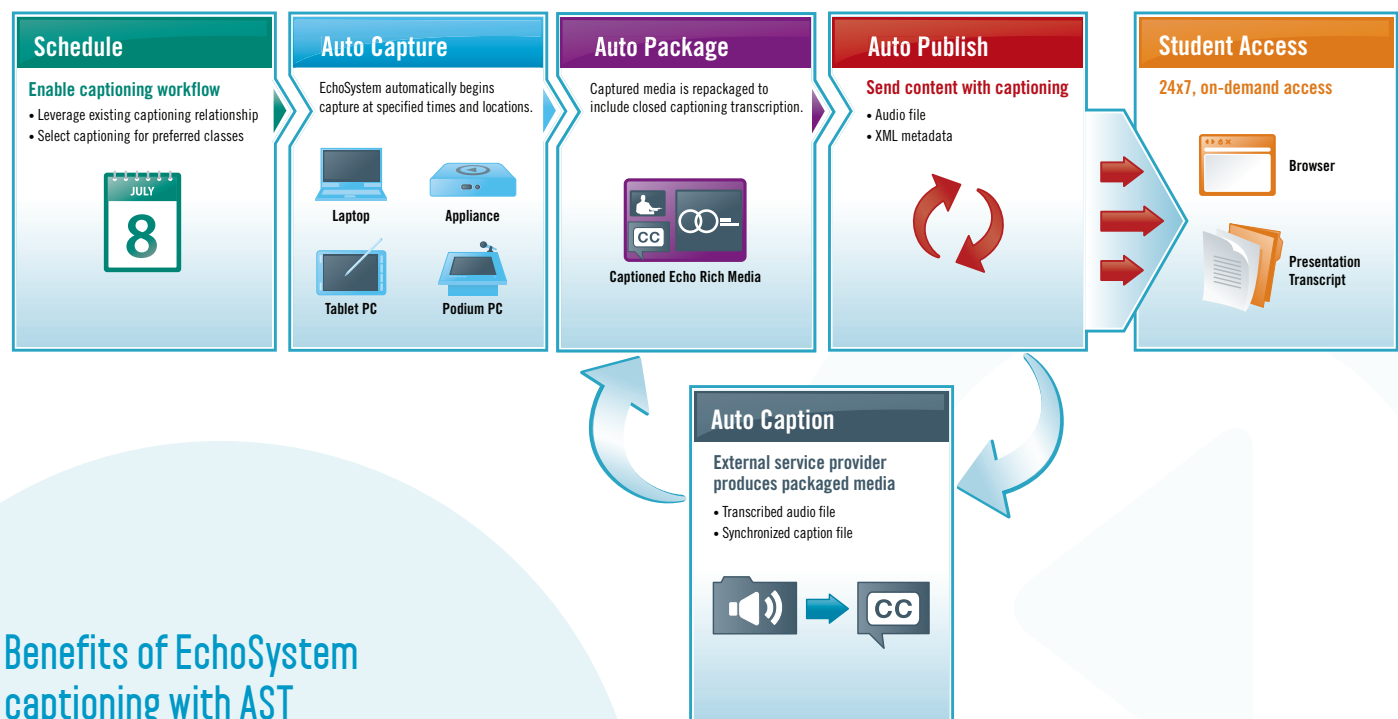 Schedule
Enable captioning workflow
• Leverage existing captioning relationship
• Select captioning for preferred classes
JULY
8
Auto Capture
EchoSystem automatically begins
capture at specified times and locations.
Laptop
Appliance
Tablet PC
Podium PC
Auto Package
Captured media is repackaged to
include closed captioning transcription.
CC
Captioned Echo Rich Media
Auto Publish
Send content with captioning
• Audio file
• XML metadata
Student Access
24x7, on-demand access
Browser
Presentation
Transcript
Auto Caption
External service provider
produces packaged media
• Transcribed audio file
• Synchronized caption file
CC
Benefits of EchoSystem
captioning with AST